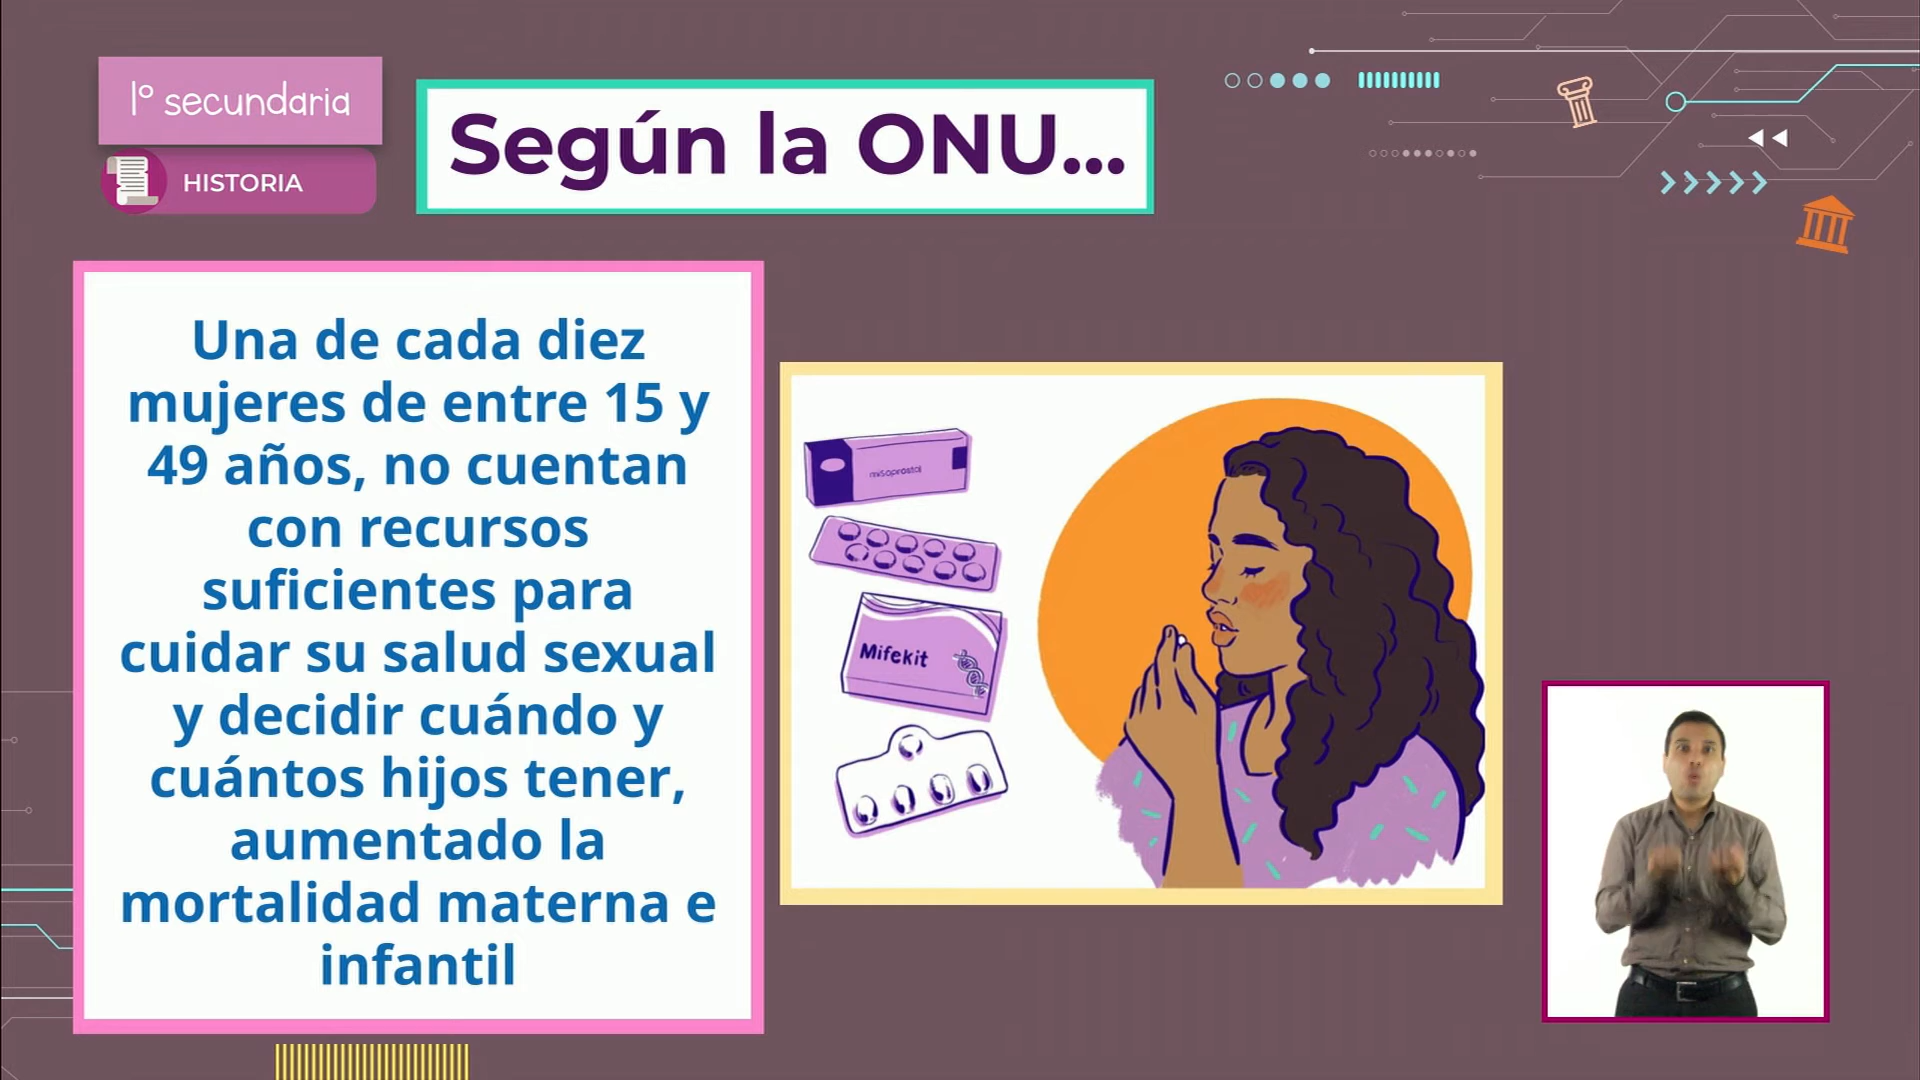 1° secundaria
HISTORIA
Según la ONU...
Una de cada diez
mujeres de entre 15 y
49 años, no cuentan
con recursos
suficientes para
cuidar su salud sexual
y decidir cuándo y
cuántos hijos tener,
aumentado la
mortalidad materna e
infantil
misoprostol
Mifekit